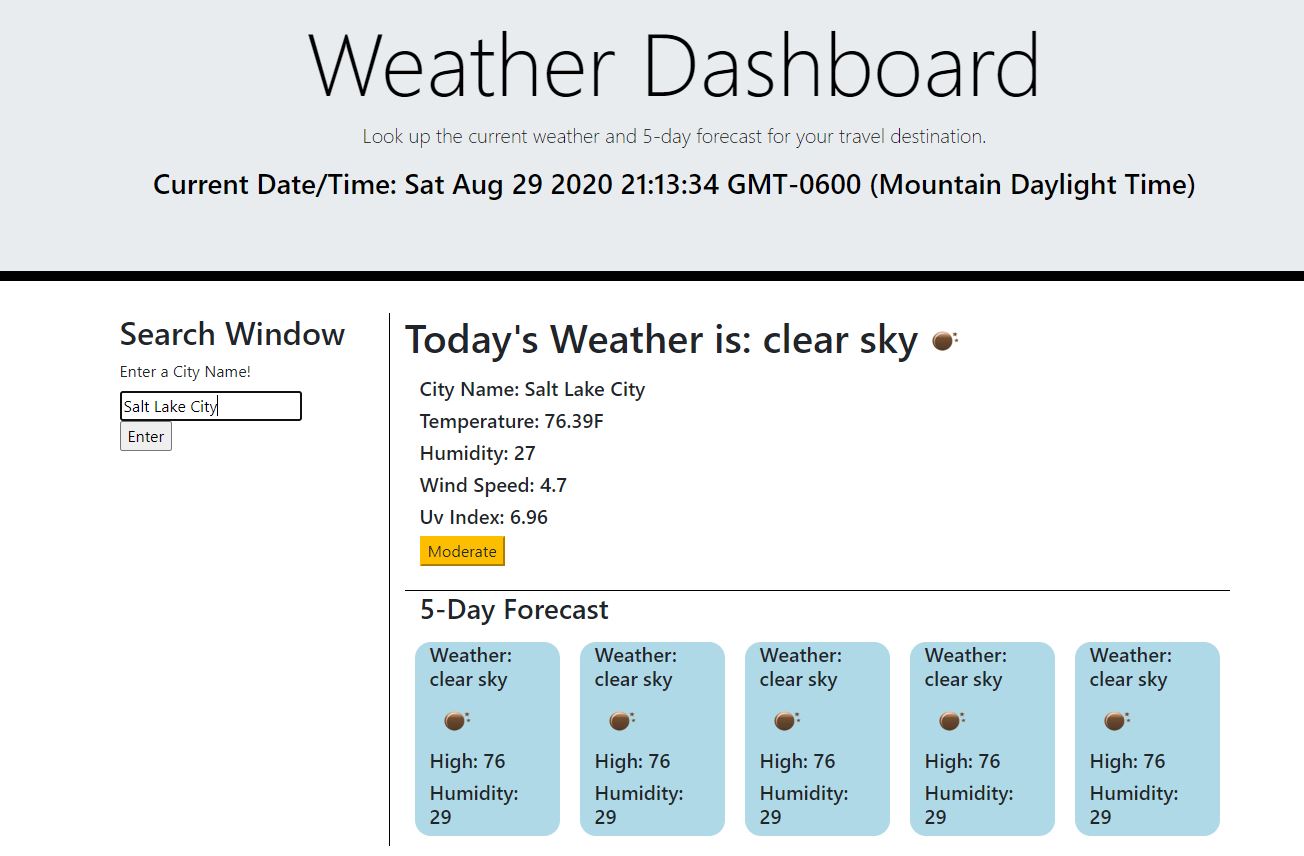 Weather Dashboard
Look up the current weather and 5-day forecast for your travel destination.
Current Date/Time: Sat Aug 29 2020 21:13:34 GMT-0600 (Mountain Daylight Time)
Search Window
Enter a City Name!
Salt Lake City
Enter
Today's Weather is: clear sky
City Name: Salt Lake City
Temperature: 76.39F
Humidity: 27
Wind Speed: 4.7
Uv Index: 6.96
Moderate
5-Day Forecast
Weather:
clear sky
High: 76
Humidity:
29
Weather:
clear sky
High: 76
Humidity:
29
Weather:
clear sky
High: 76
Humidity:
29
Weather:
clear sky
High: 76
Humidity:
29
Weather:
clear sky
High: 76
Humidity:
29